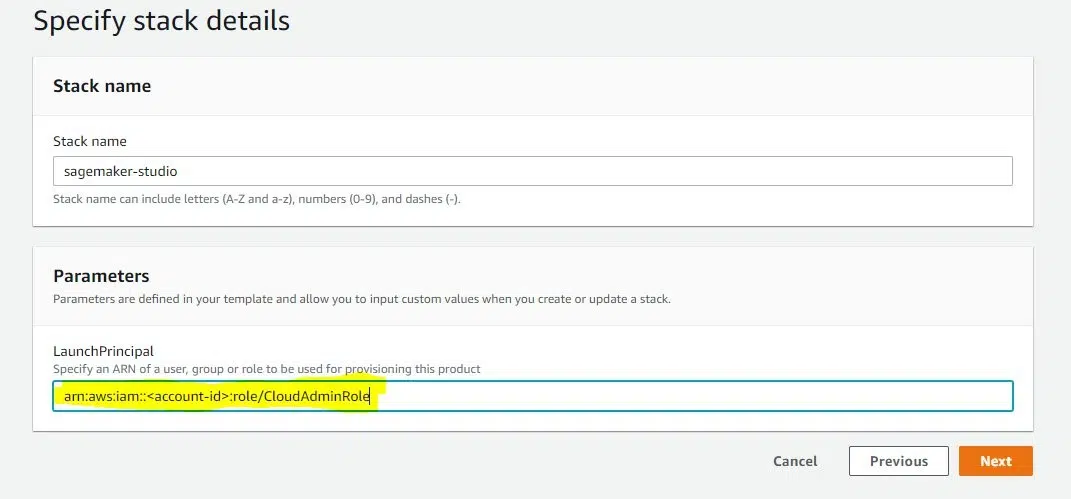 Specify stack details
Stack name
Stack name
sagemaker-studio
Stack name can include letters (A-Z and a-z), numbers (0-9), and dashes (-).
Parameters
Parameters are defined in your template and allow you to input custom values when you create or update a stack.
LaunchPrincipal
Specify an ARN of a user, group or role to be used for provisioning this product
arn:aws:iam::<account-id>:role/CloudAdminRole
Cancel Previous Next